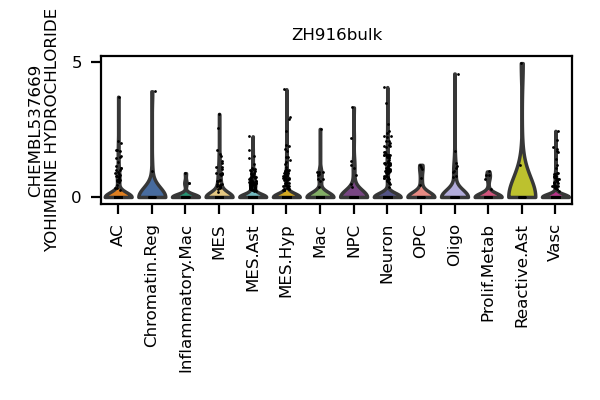 ZH916bulk
CHEMBL537669
YOHIMBINE HYDROCHLORIDE
5
0
AC
Chromatin.Reg
Inflammatory.Mac
MES
MES.Ast
MES.Hyp
Mac
NPC
Neuron
OPC
Oligo
Prolif.Metab
Reactive.Ast
Vasc